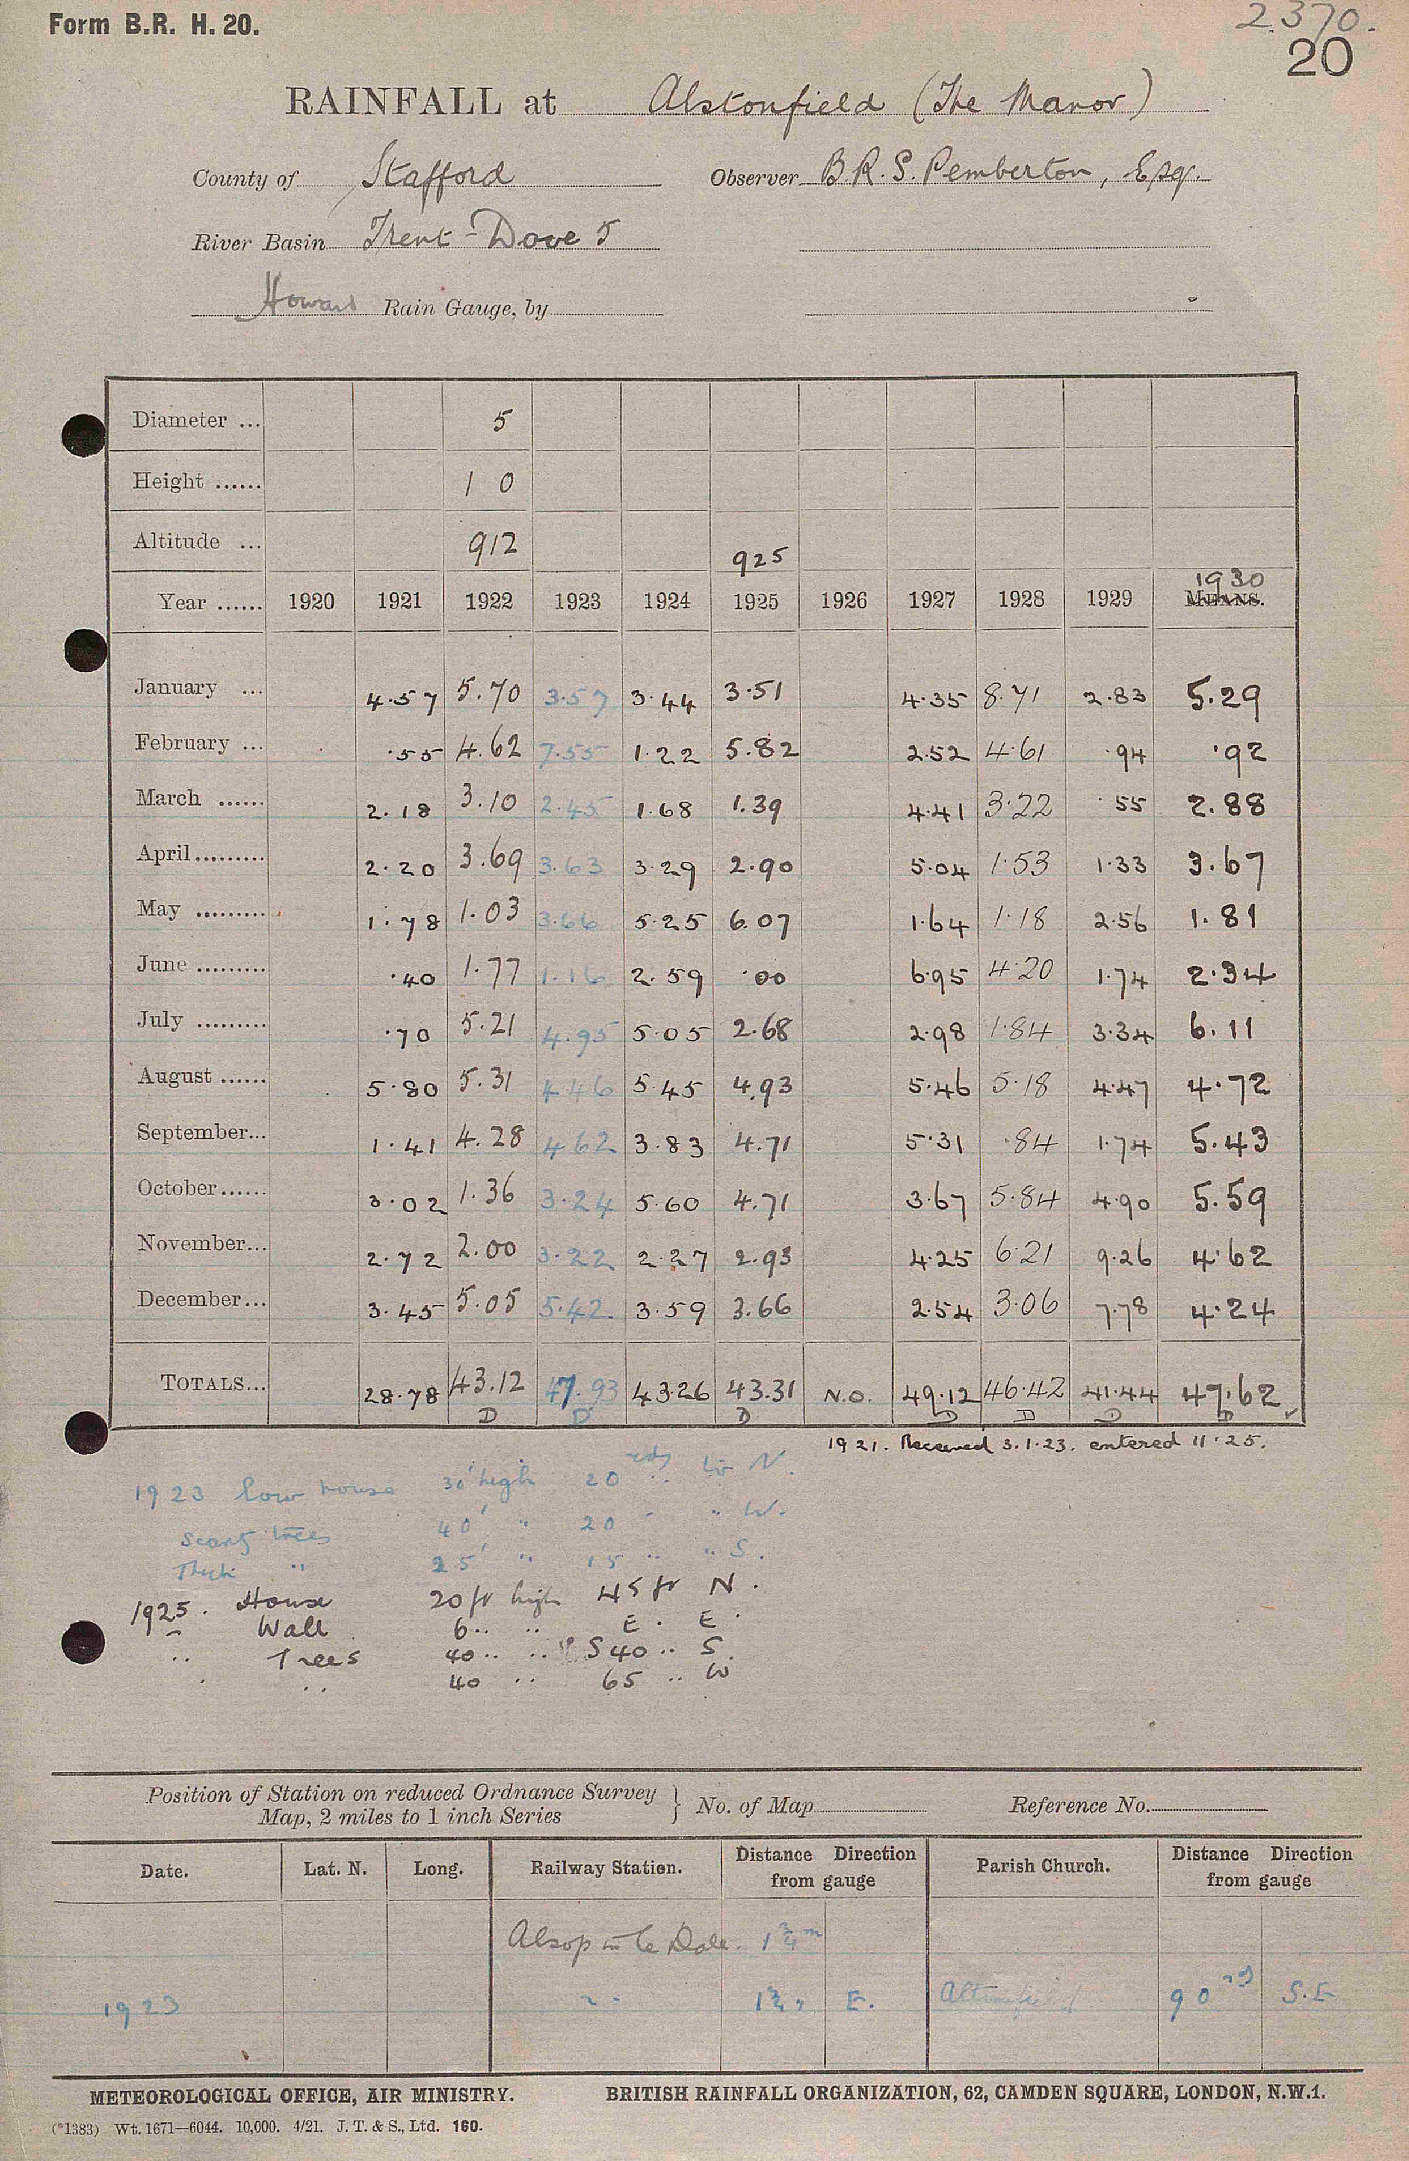 Form B.R. H. 20.
2370.
20
RAINFALL at Alstonfield (The Manor)
County of Stafford Observer B.R.S. Pemberton, Esq.
River Basin Trent - Dove 5
Howard Rain Gauge, by
Diameter ... 5
Height ...... 1 0
Altitude ... 912 925
Year ...... 1920 1921 1922 1923 1924 1925 1926 1927 1928 1929 MEANS. 1930
January ... 4.57 5.70 3.57 3.44 3.51 4.35 8.71 2.83 5.29
February ... .55 4.62 7.55 1.22 5.82 2.52 4.61 .94 .92
March ...... 2.18 3.10 2.45 1.68 1.39 4.41 3.22 .55 2.88
April......... 2.20 3.69 3.63 3.29 2.90 5.04 1.53 1.33 3.67
May ......... 1.78 1.03 3.66 5.25 6.07 1.64 1.18 2.56 1.81
June ......... .40 1.77 1.16 2.59 .00 6.95 4.20 1.74 2.34
July ......... .70 5.21 4.95 5.05 2.68 2.98 1.84 3.34 6.11
August ...... 5.80 5.31 4.46 5.45 4.93 5.46 5.18 4.47 4.72
September... 1.41 4.28 4.62 3.83 4.71 5.31 .84 1.74 5.43
October...... 3.02 1.36 3.24 5.60 4.71 3.67 5.84 4.90 5.59
November... 2.72 2.00 3.22 2.27 2.93 4.25 6.21 9.26 4.62
December... 3.45 5.05 5.42 3.59 3.66 2.54 3.06 7.78 4.24
TOTALS... 28.78 43.12 47.93 43.26 43.31 N.O. 49.12 46.42 41.44 47.62
D D D D D D D
1921. Received 3.1.23. entered 11.25.
1923 Low house 30' high 20 yds to N.
Scanty trees 40' " 20 " " W.
Thick " 25' " 15 " " S.
1925. House 20 ft high 45 ft N.
" Wall 6 " " E. E.
" Trees 40 " " S 40 " S.
" " 40 " 65 " W
Position of Station on reduced Ordnance Survey Map, 2 miles to 1 inch Series } No. of Map Reference No.
Date. Lat. N. Long. Railway Station. Distance Direction from gauge Parish Church. Distance Direction from gauge
Alsop en le Dale. 1¾ m
1923 " " 1¾ " E. Alstonfield 90 yd S.E
METEOROLOGICAL OFFICE, AIR MINISTRY. BRITISH RAINFALL ORGANIZATION, 62, CAMDEN SQUARE, LONDON, N.W.1.
(*1383) Wt. 1671—6044. 10,000. 4/21. J. T. & S., Ltd. 160.